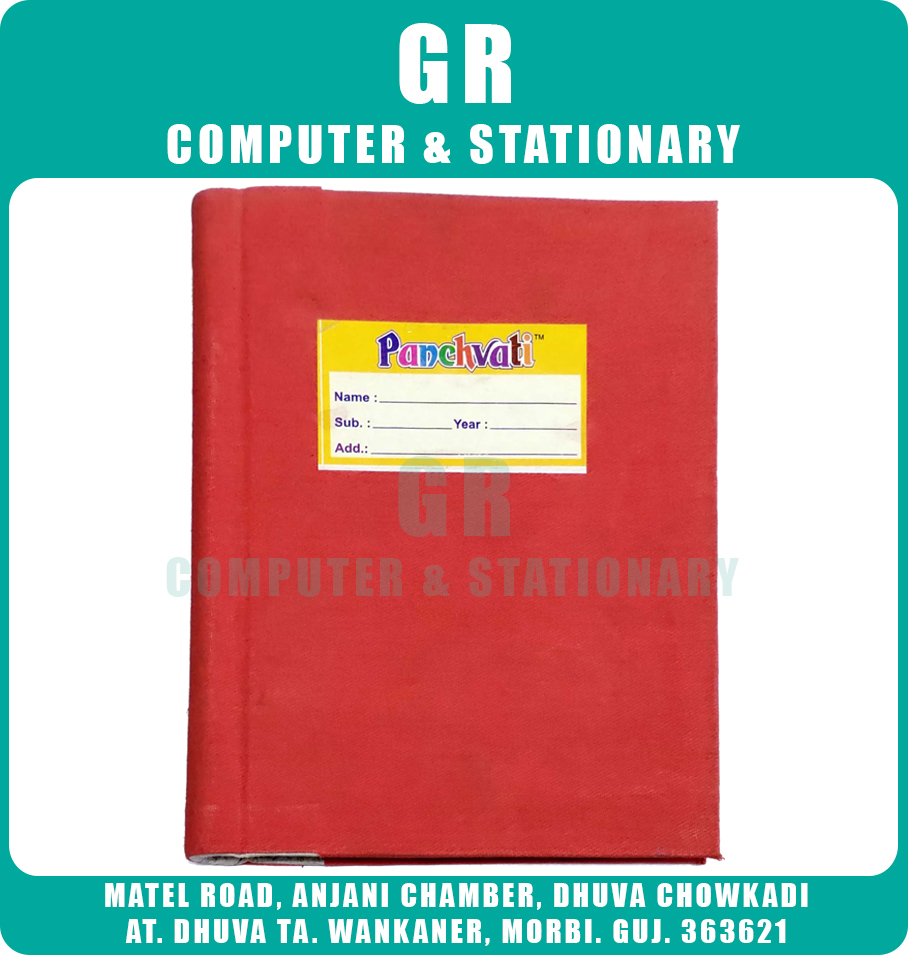 GR
COMPUTER & STATIONARY
Panchvati™
Name :
Sub. : Year :
Add.:
GR
COMPUTER & STATIONARY
MATEL ROAD, ANJANI CHAMBER, DHUVA CHOWKADI
AT. DHUVA TA. WANKANER, MORBI. GUJ. 363621